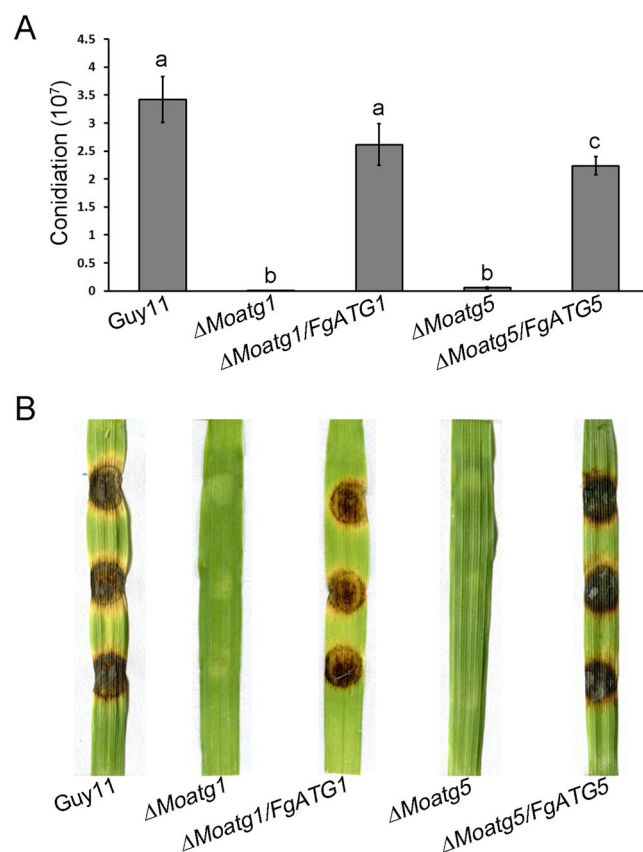 A
Conidiation (10⁷)
4.5
4
3.5
3
2.5
2
1.5
1
0.5
0
a
b
a
b
c
Guy11
ΔMoatg1
ΔMoatg1/FgATG1
ΔMoatg5
ΔMoatg5/FgATG5
B
Guy11
ΔMoatg1
ΔMoatg1/FgATG1
ΔMoatg5
ΔMoatg5/FgATG5